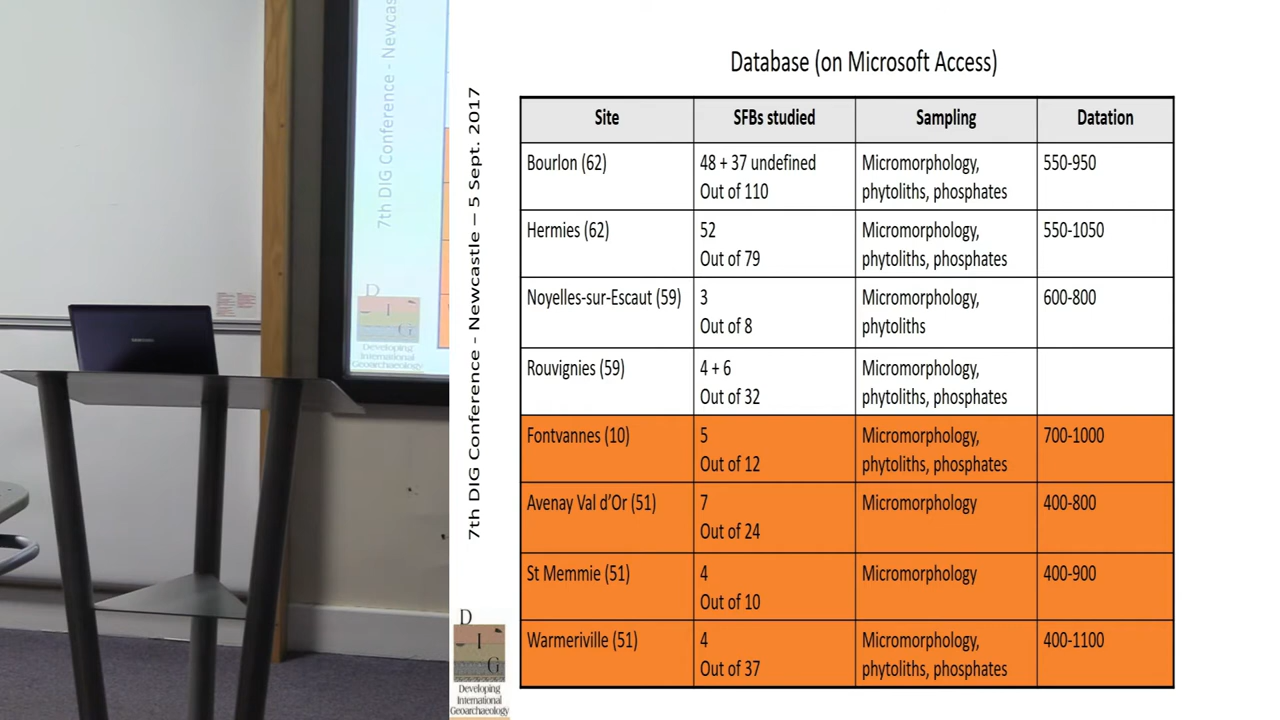 Database (on Microsoft Access)
Site SFBs studied Sampling Datation
Bourlon (62) 48 + 37 undefined Micromorphology, 550-950
Out of 110 phytoliths, phosphates
Hermies (62) 52 Micromorphology, 550-1050
Out of 79 phytoliths, phosphates
Noyelles-sur-Escaut (59) 3 Micromorphology, 600-800
Out of 8 phytoliths
Rouvignies (59) 4 + 6 Micromorphology,
Out of 32 phytoliths, phosphates
Fontvannes (10) 5 Micromorphology, 700-1000
Out of 12 phytoliths, phosphates
Avenay Val d’Or (51) 7 Micromorphology 400-800
Out of 24
St Memmie (51) 4 Micromorphology 400-900
Out of 10
Warmeriville (51) 4 Micromorphology, 400-1100
Out of 37 phytoliths, phosphates
7th DIG Conference - Newcastle – 5 Sept. 2017
D
I
G
Developing
International
Geoarchaeology
7th DIG Conference - Newcast
D
I
G
Developing
International
Geoarchaeology
SAMSUNG